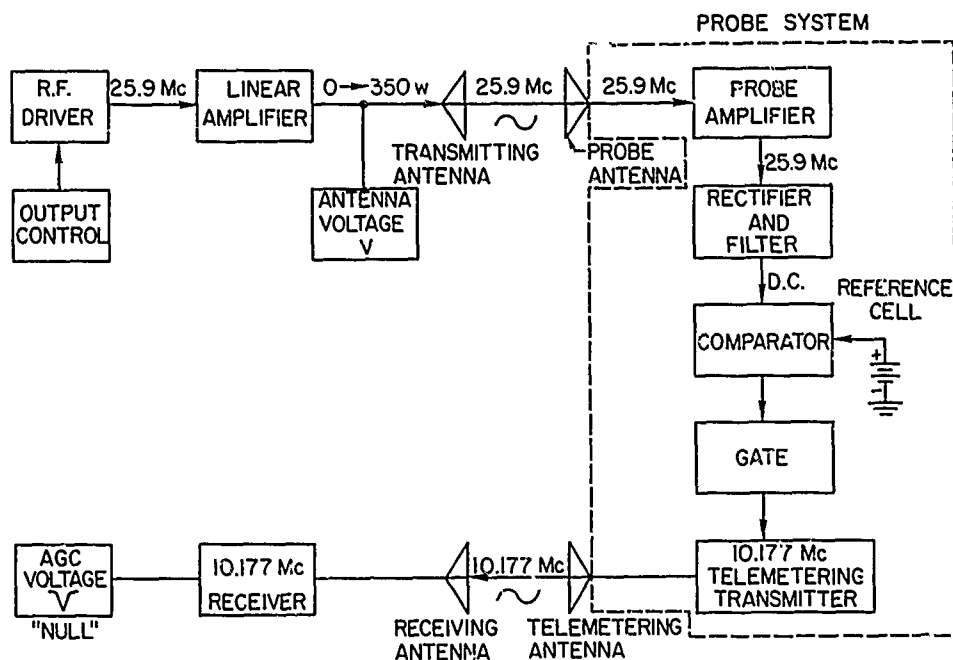 PROBE SYSTEM
R.F.
DRIVER
25.9 Mc
LINEAR
AMPLIFIER
0→350 w
25.9 Mc
25.9 Mc
PROBE
AMPLIFIER
TRANSMITTING
ANTENNA
PROBE
ANTENNA
25.9 Mc
OUTPUT
CONTROL
ANTENNA
VOLTAGE
V
RECTIFIER
AND
FILTER
D.C.
REFERENCE
CELL
COMPARATOR
+
-
GATE
AGC
VOLTAGE
V
"NULL"
10.177 Mc
RECEIVER
10.177 Mc
10.177 Mc
TELEMETERING
TRANSMITTER
RECEIVING
ANTENNA
TELEMETERING
ANTENNA